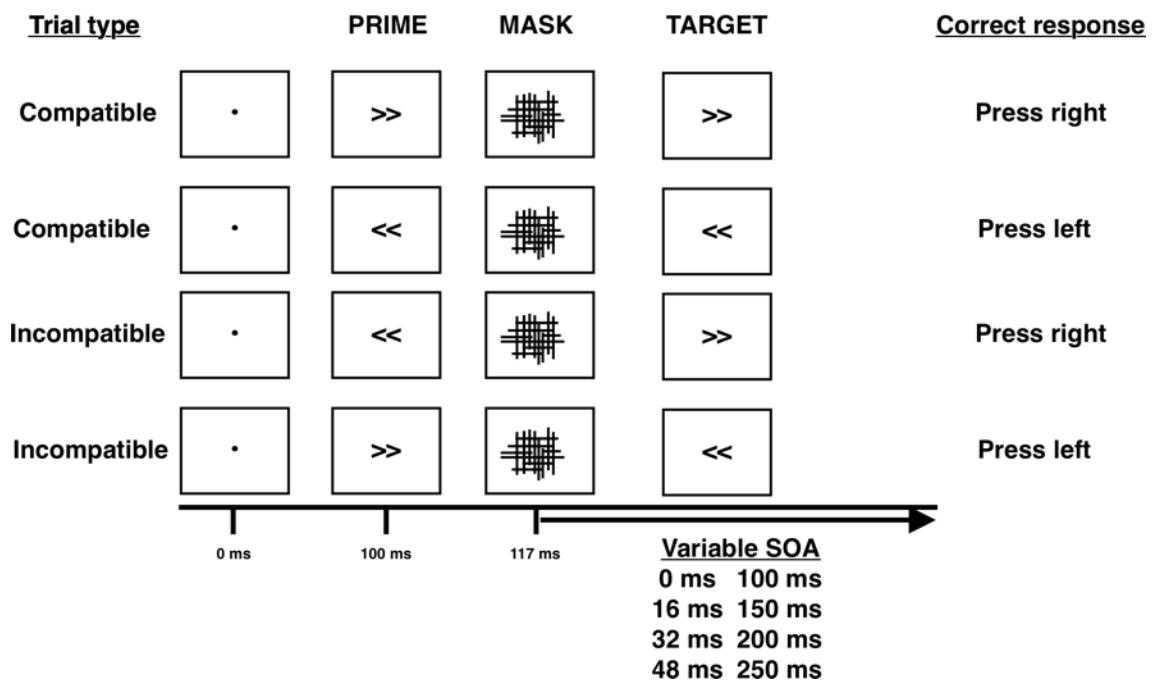 Trial type PRIME MASK TARGET Correct response
Compatible • >> >> Press right
Compatible • << << Press left
Incompatible • << >> Press right
Incompatible • >> << Press left
0 ms 100 ms 117 ms
Variable SOA
0 ms 100 ms
16 ms 150 ms
32 ms 200 ms
48 ms 250 ms